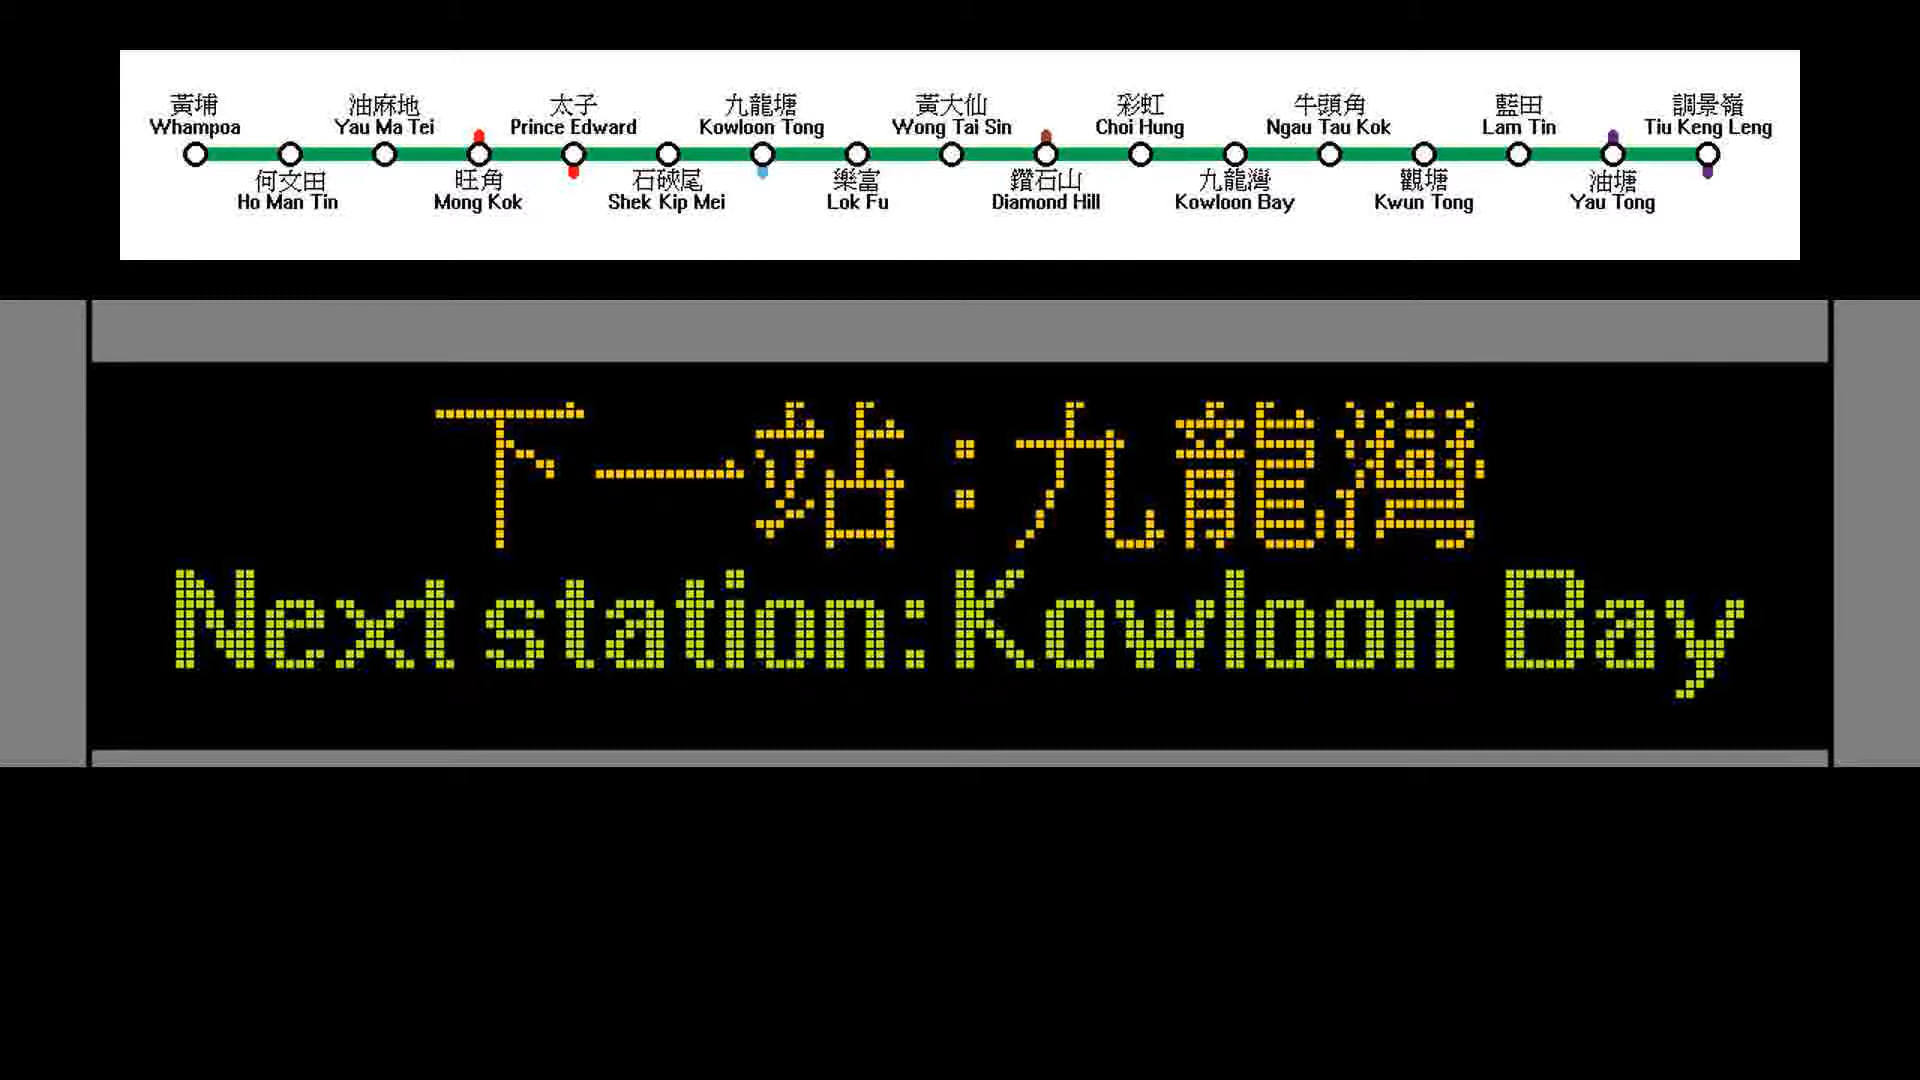 黃埔
Whampoa
油麻地
Yau Ma Tei
太子
Prince Edward
九龍塘
Kowloon Tong
黃大仙
Wong Tai Sin
彩虹
Choi Hung
牛頭角
Ngau Tau Kok
藍田
Lam Tin
調景嶺
Tiu Keng Leng
何文田
Ho Man Tin
旺角
Mong Kok
石硤尾
Shek Kip Mei
樂富
Lok Fu
鑽石山
Diamond Hill
九龍灣
Kowloon Bay
觀塘
Kwun Tong
油塘
Yau Tong
下一站:九龍灣
Next station:Kowloon Bay